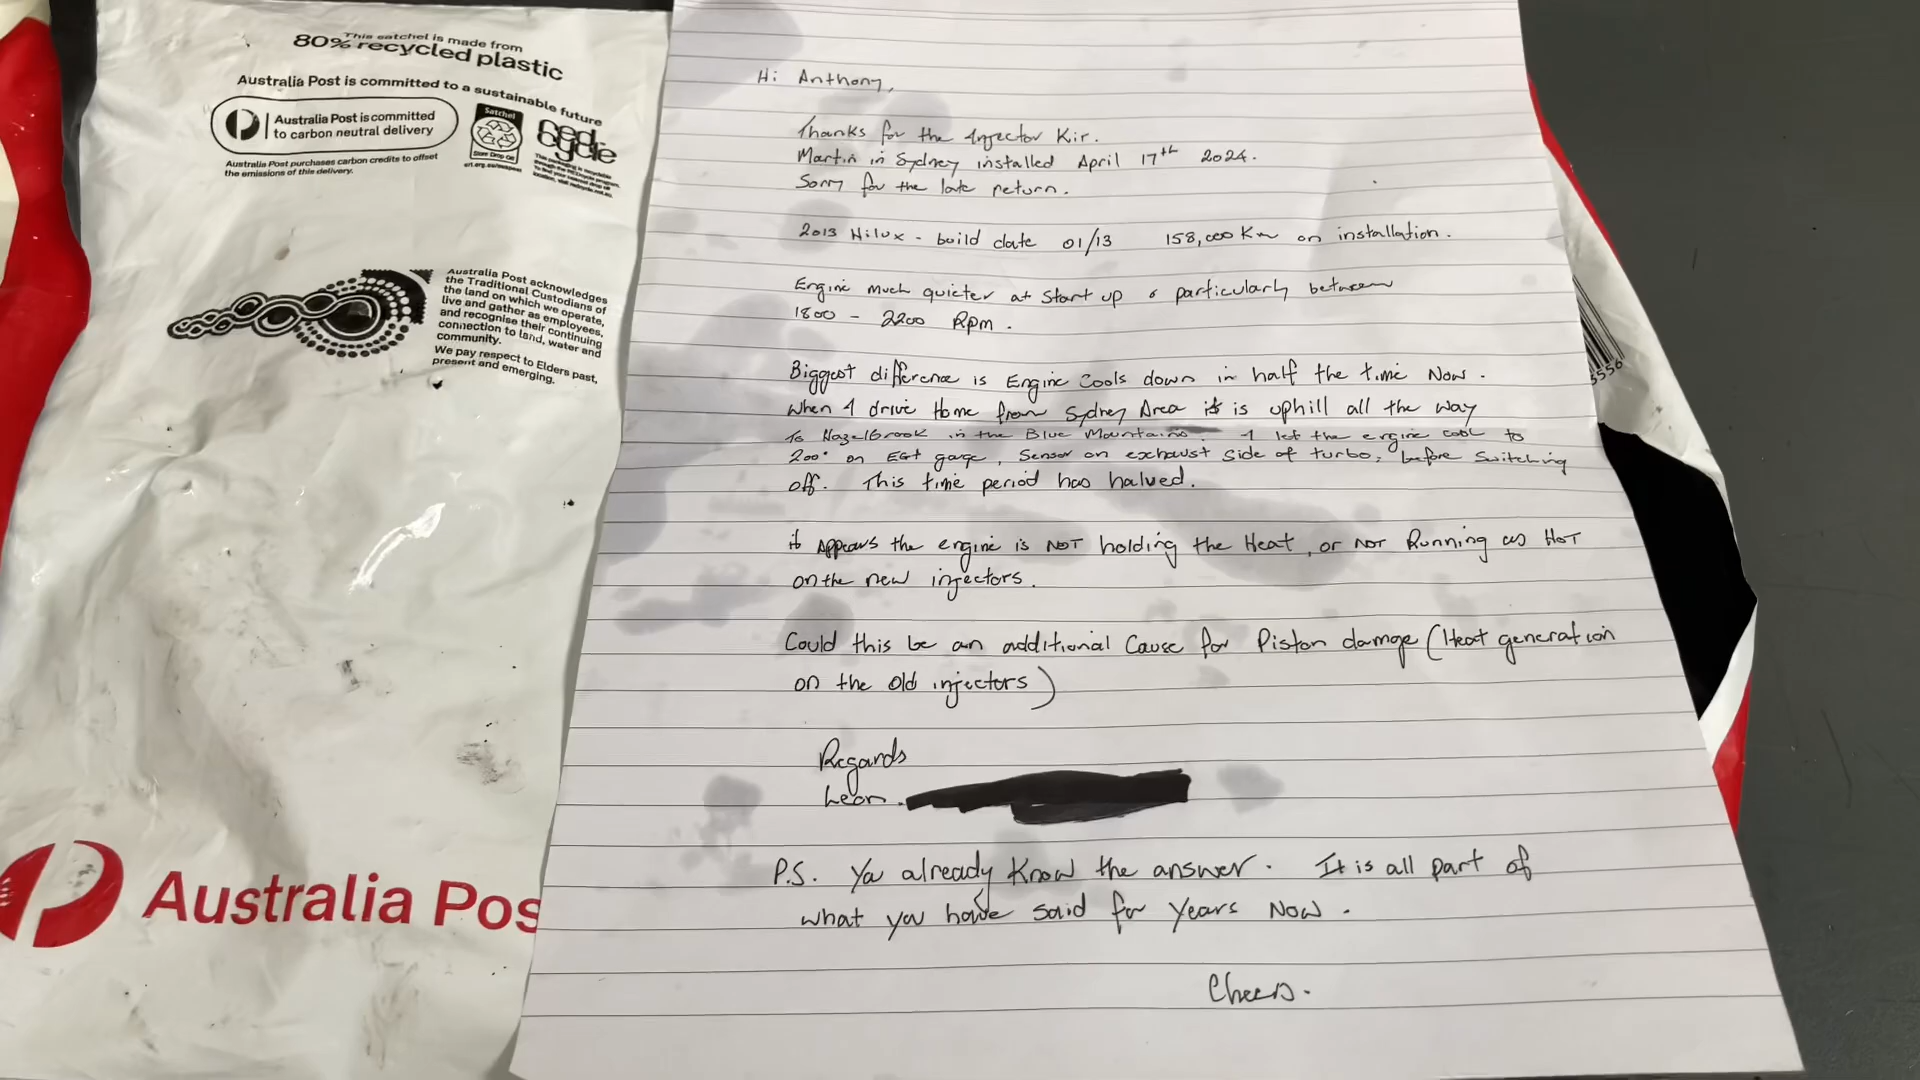 This satchel is made from
80% recycled plastic
Australia Post is committed to a sustainable future
Australia Post is committed
to carbon neutral delivery
Australia Post purchases carbon credits to offset
the emissions of this delivery.
Satchel
Australia Post acknowledges
the Traditional Custodians of
the land on which we operate,
live and gather as employees,
and recognise their continuing
connection to land, water and
community.
We pay respect to Elders past,
present and emerging.
Australia Pos
Hi Anthony,
Thanks for the Injector Kit.
Martin in Sydney installed April 17th 2024.
Sorry for the late return.
2013 Hilux - build date 01/13 158,000 Km on installation.
Engine much quieter at start up & particularly between
1800 - 2200 Rpm.
Biggest difference is Engine Cools down in half the time Now.
When I drive Home from Sydney Area it is uphill all the way
To Hazelbrook in the Blue Mountains. I let the engine cool to
200° on EGT gauge, Sensor on exhaust side of turbo, before switching
off. This time period has halved.
it Appears the engine is NOT holding the Heat, or NOT Running as HOT
on the new injectors.
Could this be an additional Cause for Piston damage (Heat generation
on the old injectors)
Regards
Leon.
P.S. You already Know the answer. It is all part of
what you have said for years Now.
Cheers.
5556